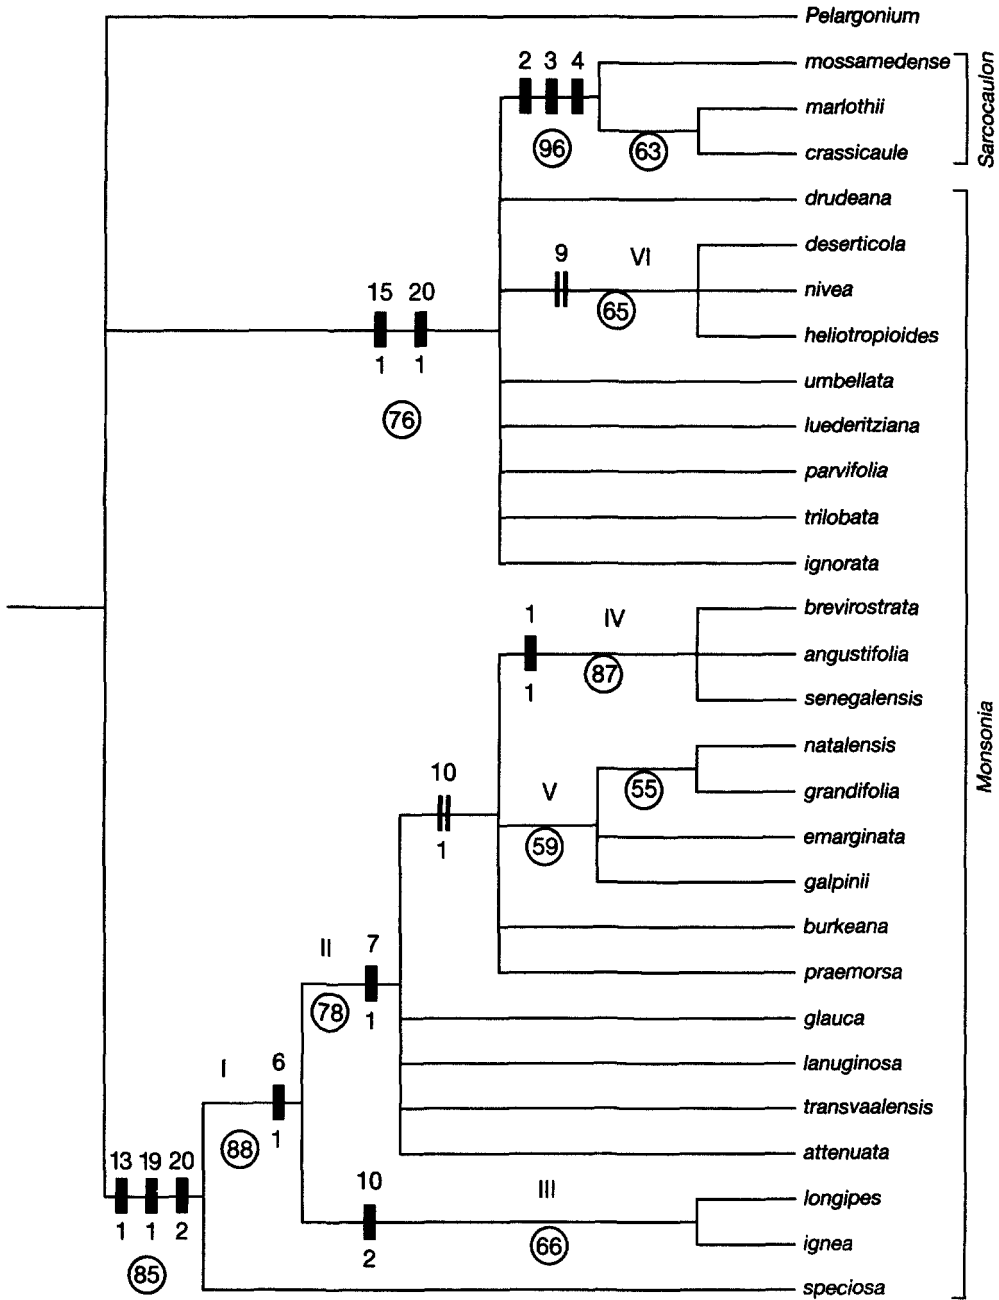 Pelargonium
2 3 4
mossamedense
marlothii
96
63
crassicaule
Sarcocaulon
drudeana
9
VI
deserticola
nivea
65
15 20
heliotropioides
1 1
umbellata
76
luederitziana
parvifolia
trilobata
ignorata
1
IV
brevirostrata
angustifolia
87
1
senegalensis
Monsonia
natalensis
10
V
55
grandifolia
1
59
emarginata
galpinii
burkeana
II
7
praemorsa
78
1
glauca
I
6
lanuginosa
88
1
transvaalensis
attenuata
13 19 20
10
III
longipes
1 1 2
2
66
ignea
85
speciosa